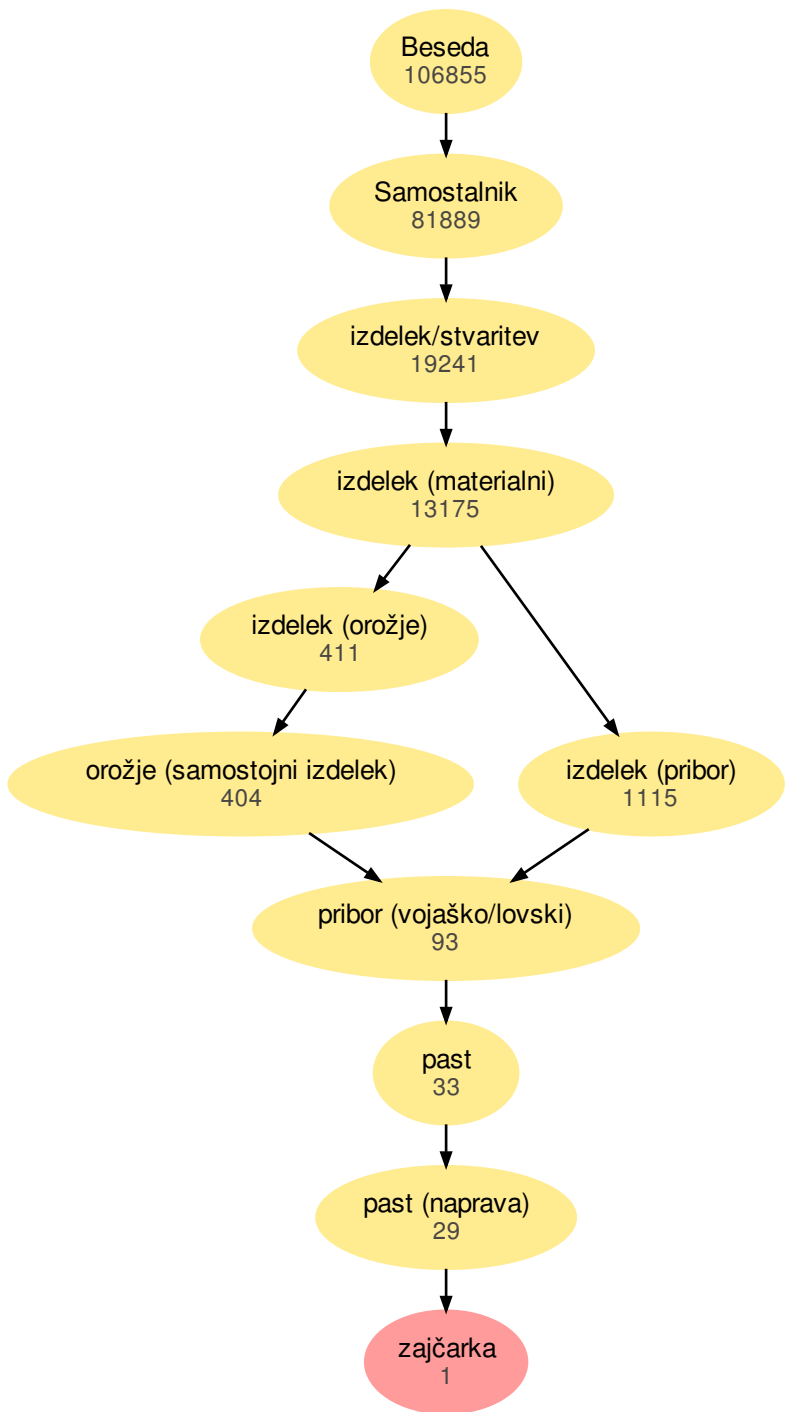 Beseda
106855
Samostalnik
81889
izdelek/stvaritev
19241
izdelek (materialni)
13175
izdelek (orožje)
411
orožje (samostojni izdelek)
404
izdelek (pribor)
1115
pribor (vojaško/lovski)
93
past
33
past (naprava)
29
zajčarka
1